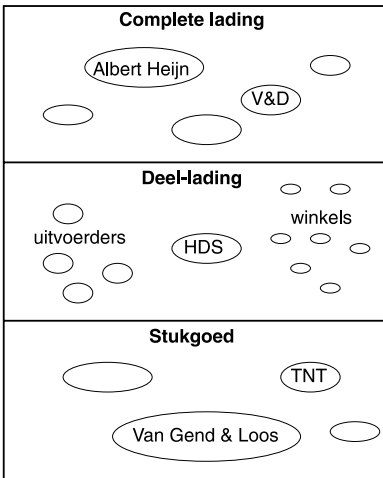 Complete lading
Albert Heijn
V&D
Deel-lading
winkels
uitvoerders
HDS
Stukgoed
TNT
Van Gend & Loos